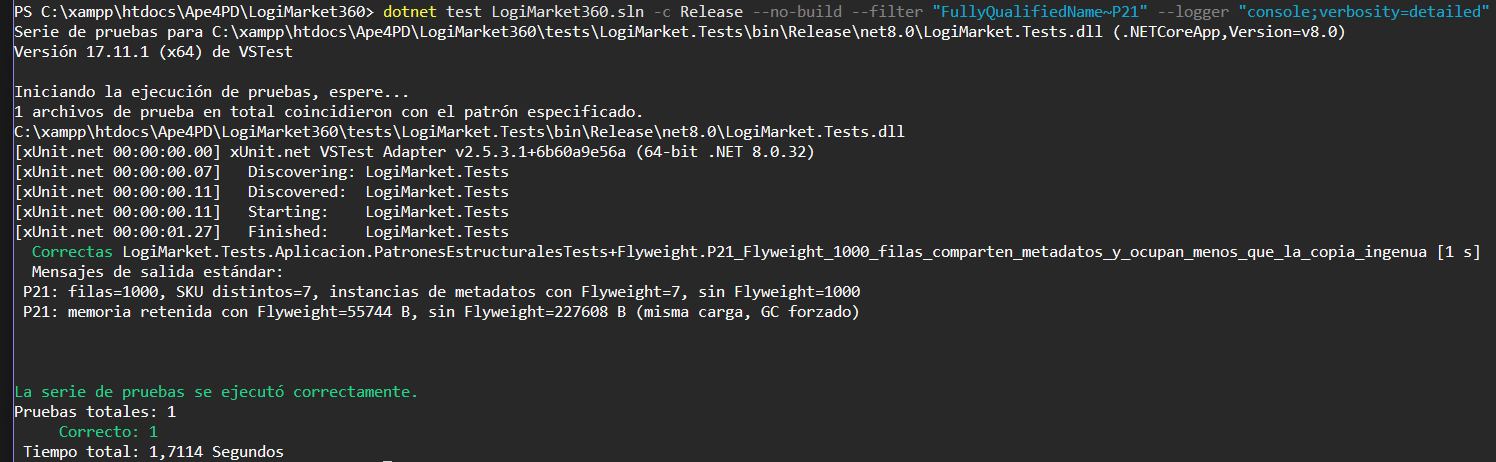 PS C:\xampp\htdocs\Ape4PD\LogiMarket360> dotnet test LogiMarket360.sln -c Release --no-build --filter "FullyQualifiedName~P21" --logger "console;verbosity=detailed"
Serie de pruebas para C:\xampp\htdocs\Ape4PD\LogiMarket360\tests\LogiMarket.Tests\bin\Release\net8.0\LogiMarket.Tests.dll (.NETCoreApp,Version=v8.0)
Versión 17.11.1 (x64) de VSTest
Iniciando la ejecución de pruebas, espere...
1 archivos de prueba en total coincidieron con el patrón especificado.
C:\xampp\htdocs\Ape4PD\LogiMarket360\tests\LogiMarket.Tests\bin\Release\net8.0\LogiMarket.Tests.dll
[xUnit.net 00:00:00.00] xUnit.net VSTest Adapter v2.5.3.1+6b60a9e56a (64-bit .NET 8.0.32)
[xUnit.net 00:00:00.07]   Discovering: LogiMarket.Tests
[xUnit.net 00:00:00.11]   Discovered:  LogiMarket.Tests
[xUnit.net 00:00:00.11]   Starting:    LogiMarket.Tests
[xUnit.net 00:00:01.27]   Finished:    LogiMarket.Tests
  Correctas LogiMarket.Tests.Aplicacion.PatronesEstructuralesTests+Flyweight.P21_Flyweight_1000_filas_comparten_metadatos_y_ocupan_menos_que_la_copia_ingenua [1 s]
  Mensajes de salida estándar:
 P21: filas=1000, SKU distintos=7, instancias de metadatos con Flyweight=7, sin Flyweight=1000
 P21: memoria retenida con Flyweight=55744 B, sin Flyweight=227608 B (misma carga, GC forzado)
La serie de pruebas se ejecutó correctamente.
Pruebas totales: 1
     Correcto: 1
 Tiempo total: 1,7114 Segundos